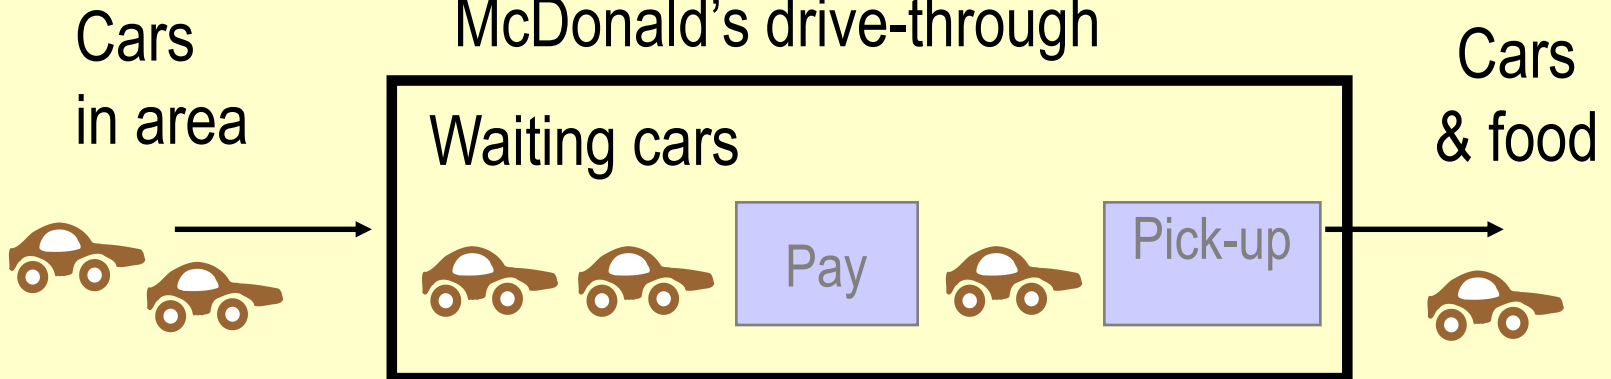 Cars
in area
McDonald's drive-through
Waiting cars
Pay
Pick-up
Cars
& food